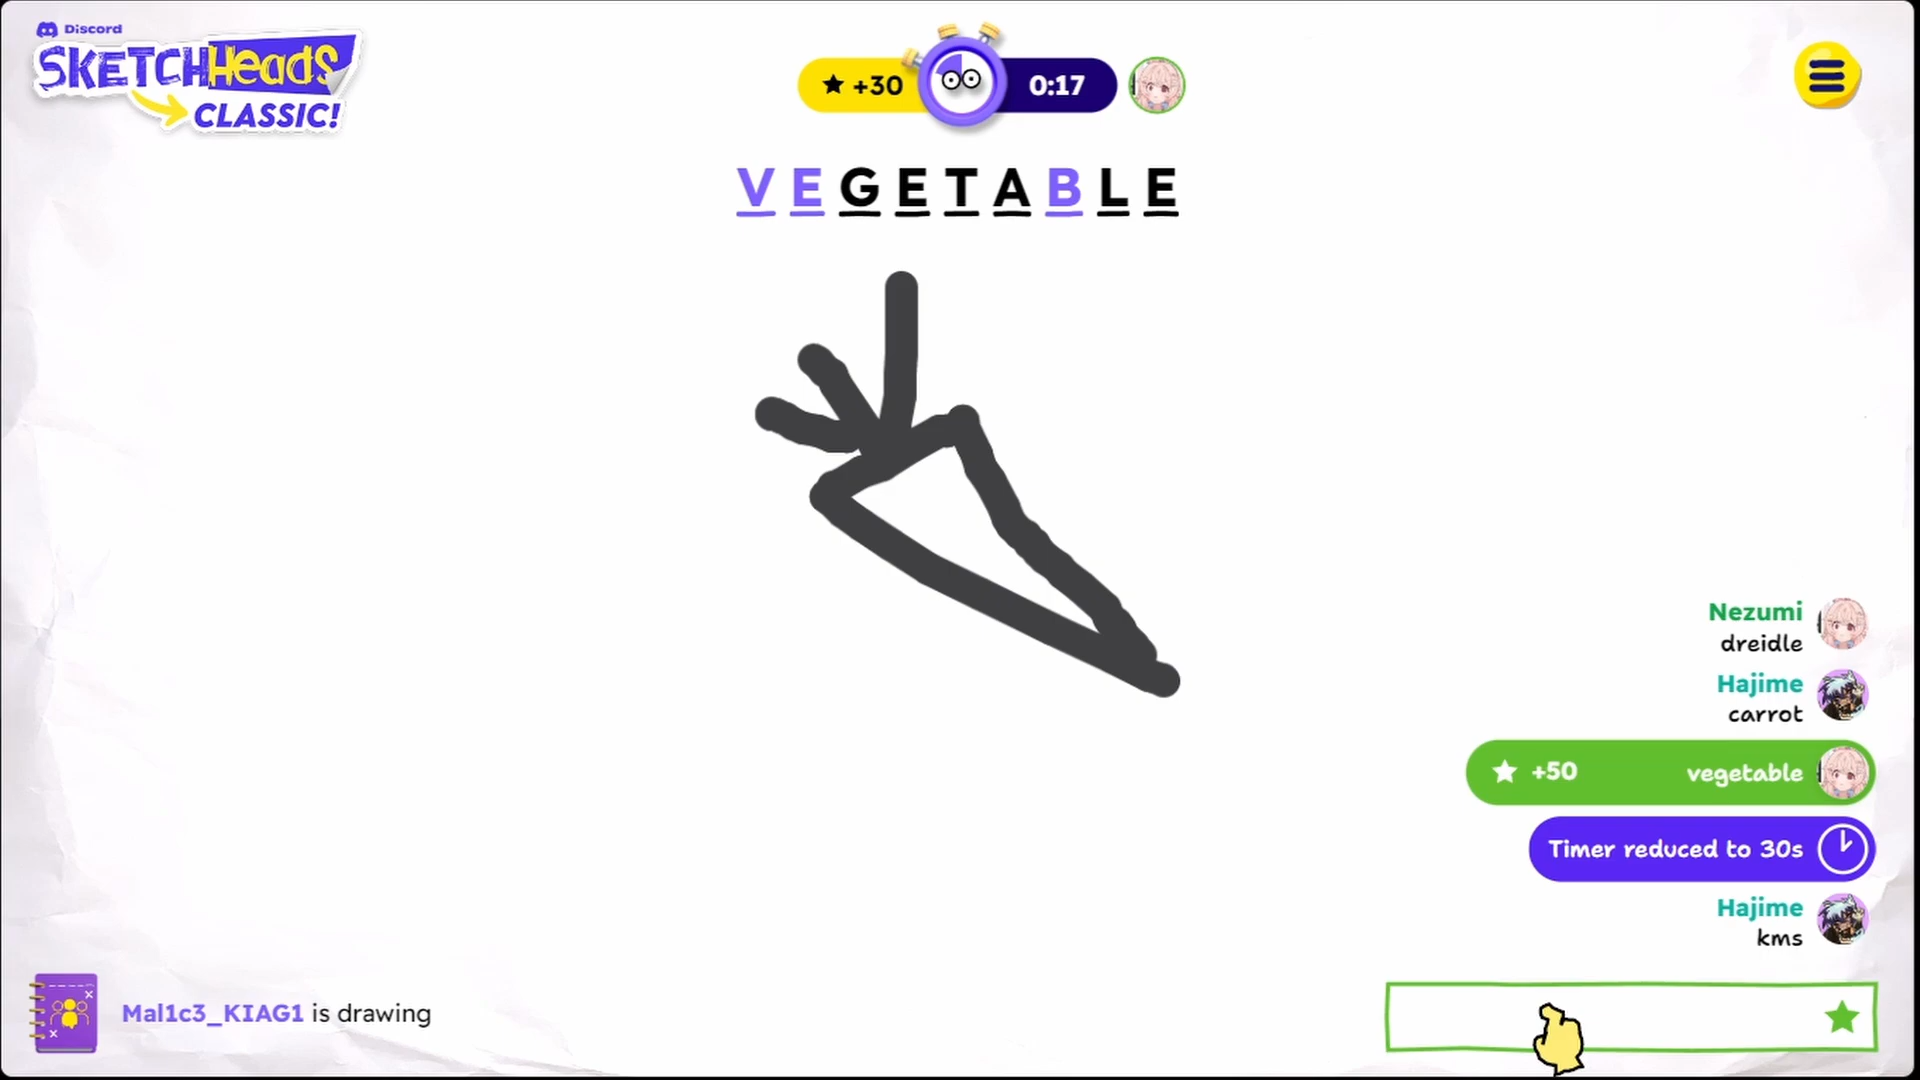 Discord
SKETCHHeadS
CLASSIC!
+30
0:17
VEGETABLE
Nezumi
dreidle
Hajime
carrot
+50 vegetable
Timer reduced to 30s
Hajime
kms
Mal1c3_KIAG1 is drawing